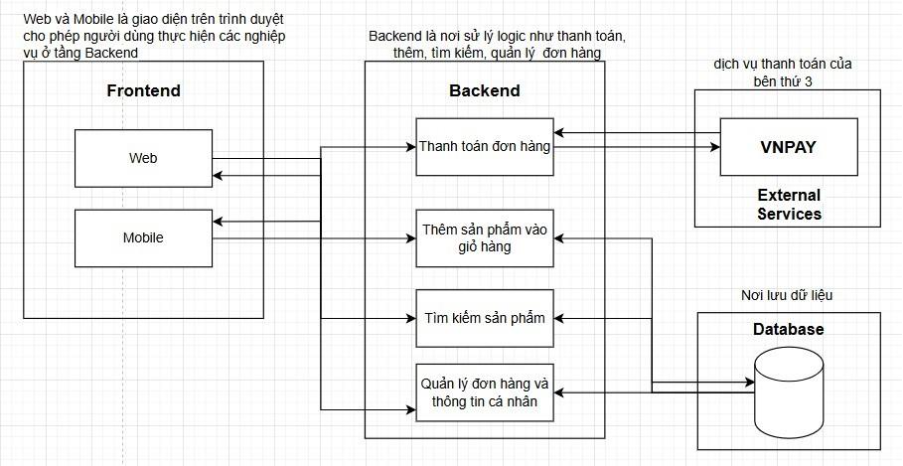 Web và Mobile là giao diện trên trình duyệt
cho phép người dùng thực hiện các nghiệp
vụ ở tầng Backend
Frontend
Web
Mobile
Backend là nơi sử lý logic như thanh toán,
thêm, tìm kiếm, quản lý đơn hàng
Backend
Thanh toán đơn hàng
Thêm sản phẩm vào
giỏ hàng
Tìm kiếm sản phẩm
Quản lý đơn hàng và
thông tin cá nhân
dịch vụ thanh toán của
bên thứ 3
VNPAY
External
Services
Nơi lưu dữ liệu
Database